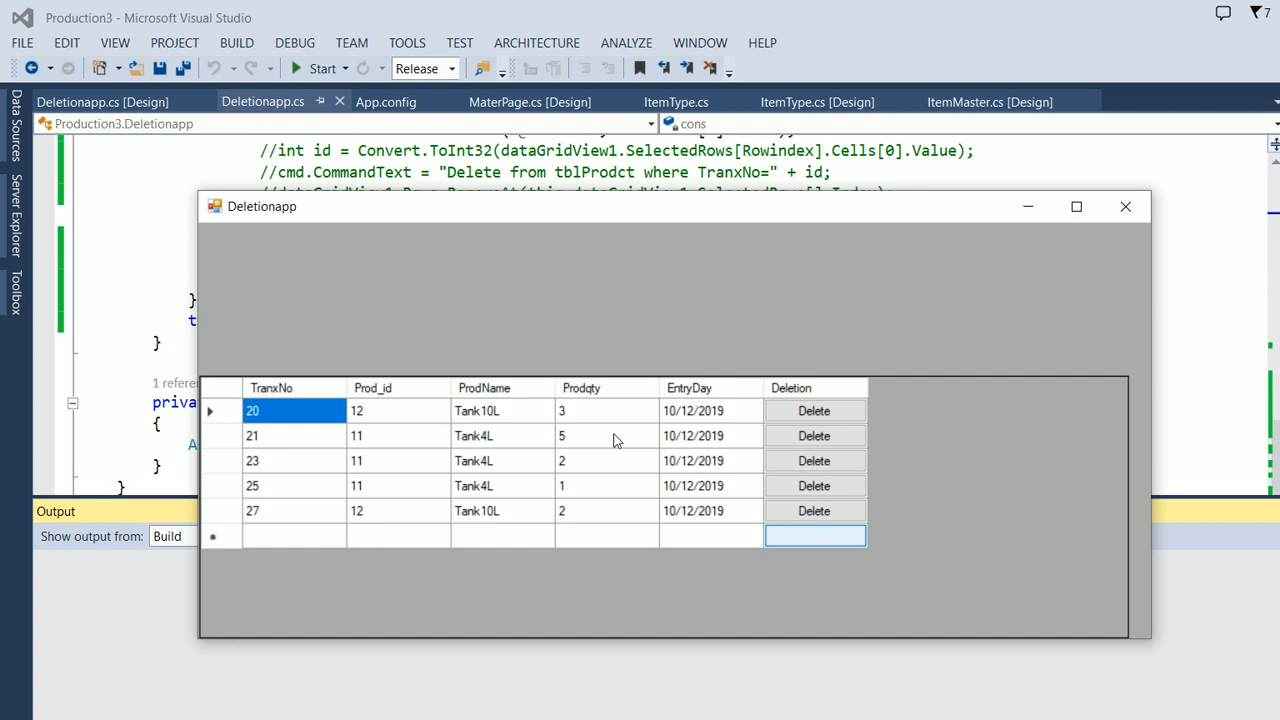 Production3 - Microsoft Visual Studio
7
FILE EDIT VIEW PROJECT BUILD DEBUG TEAM TOOLS TEST ARCHITECTURE ANALYZE WINDOW HELP
Start Release
Deletionapp.cs [Design] Deletionapp.cs App.config MaterPage.cs [Design] ItemType.cs ItemType.cs [Design] ItemMaster.cs [Design]
Production3.Deletionapp cons
Data Sources
Server Explorer
Toolbox
//int id = Convert.ToInt32(dataGridView1.SelectedRows[Rowindex].Cells[0].Value);
//cmd.CommandText = "Delete from tblProdct where TranxNo=" + id;
Deletionapp
TranxNo Prod_id ProdName Prodqty EntryDay Deletion
20 12 Tank10L 3 10/12/2019 Delete
21 11 Tank4L 5 10/12/2019 Delete
23 11 Tank4L 2 10/12/2019 Delete
25 11 Tank4L 1 10/12/2019 Delete
27 12 Tank10L 2 10/12/2019 Delete
}
t
}
1 refere
priva
{
A
}
}
Output
Show output from: Build